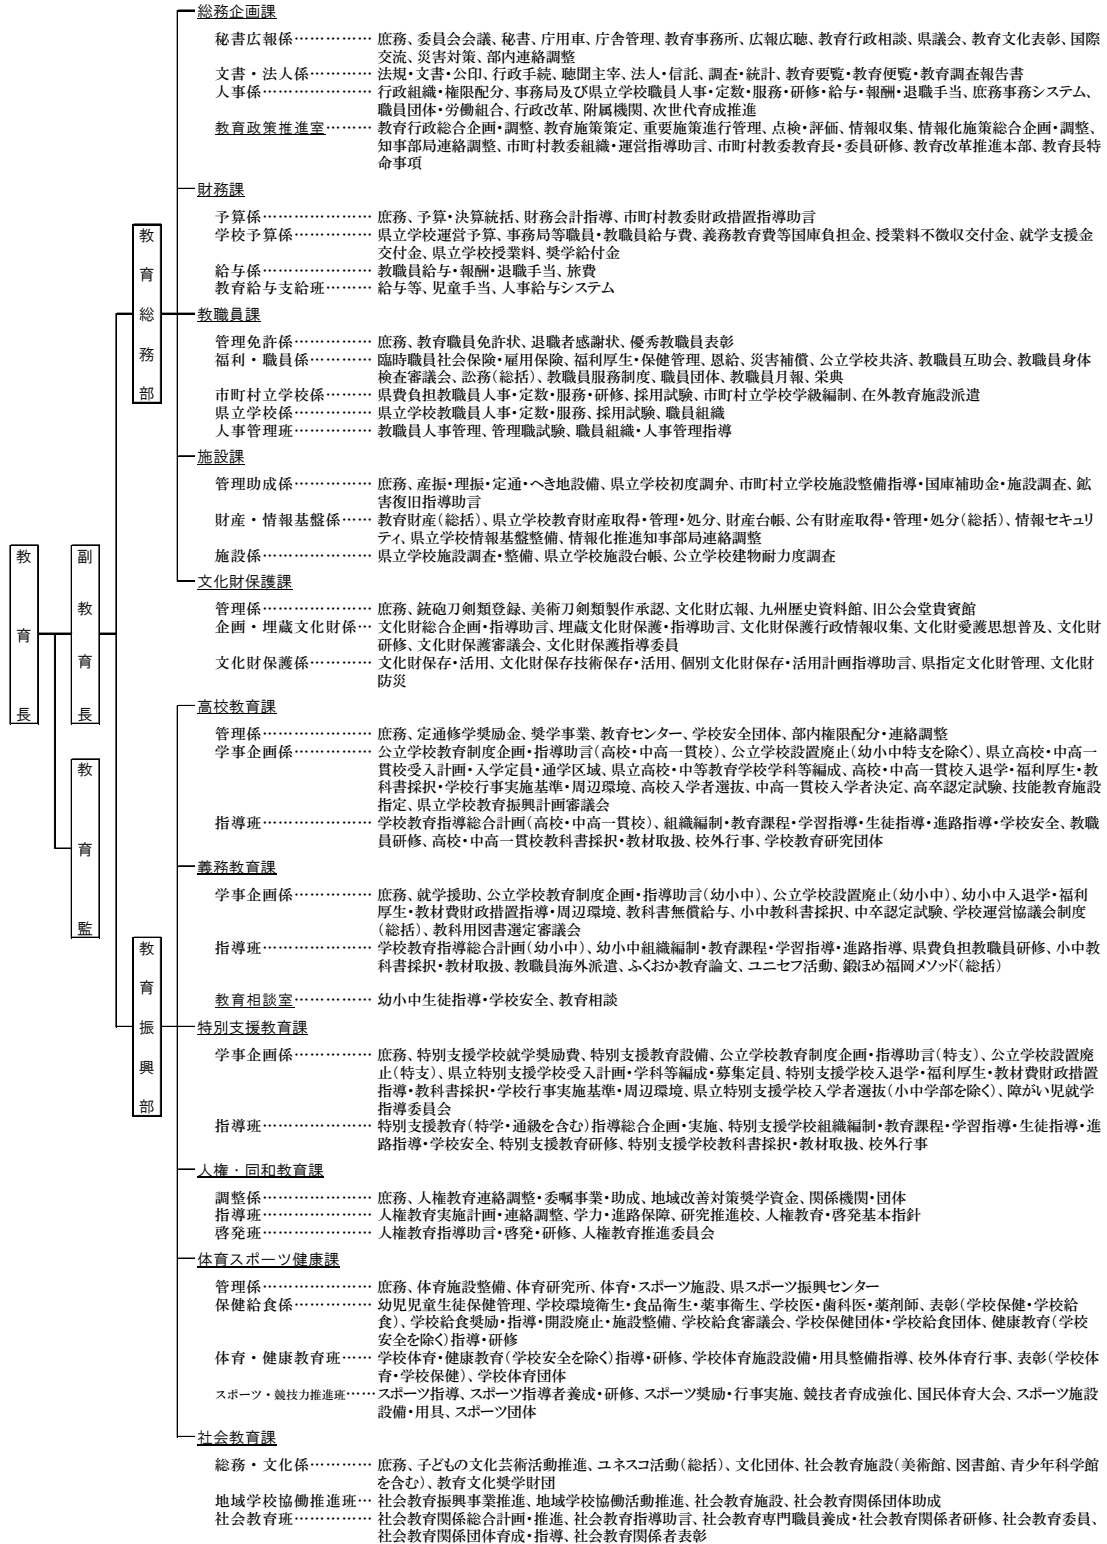 総務企画課
秘書広報係…………… 庶務、委員会会議、秘書、庁用車、庁舎管理、教育事務所、広報広聴、教育行政相談、県議会、教育文化表彰、国際
交流、災害対策、部内連絡調整
文書・法人係………… 法規・文書・公印、行政手続、聴聞主宰、法人・信託、調査・統計、教育要覧・教育便覧・教育調査報告書
人事係………………… 行政組織・権限配分、事務局及び県立学校職員人事・定数・服務・研修・給与・報酬・退職手当、庶務事務システム、
職員団体・労働組合、行政改革、附属機関、次世代育成推進
教育政策推進室……… 教育行政総合企画・調整、教育施策策定、重要施策進行管理、点検・評価、情報収集、情報化施策総合企画・調整、
知事部局連絡調整、市町村教委組織・運営指導助言、市町村教委教育長・委員研修、教育改革推進本部、教育長特
命事項
財務課
予算係………………… 庶務、予算・決算統括、財務会計指導、市町村教委財政措置指導助言
学校予算係…………… 県立学校運営予算、事務局等職員・教職員給与費、義務教育費等国庫負担金、授業料不徴収交付金、就学支援金
交付金、県立学校授業料、奨学給付金
給与係………………… 教職員給与・報酬・退職手当、旅費
教育給与支給班……… 給与等、児童手当、人事給与システム
教職員課
管理免許係…………… 庶務、教育職員免許状、退職者感謝状、優秀教職員表彰
福利・職員係………… 臨時職員社会保険・雇用保険、福利厚生・保健管理、恩給、災害補償、公立学校共済、教職員互助会、教職員身体
検査審議会、訟務(総括)、教職員服務制度、職員団体、教職員月報、栄典
市町村立学校係……… 県費負担教職員人事・定数・服務・研修、採用試験、市町村立学校学級編制、在外教育施設派遣
県立学校係…………… 県立学校教職員人事・定数・服務、採用試験、職員組織
人事管理班…………… 教職員人事管理、管理職試験、職員組織・人事管理指導
施設課
管理助成係…………… 庶務、産振・理振・定通・へき地設備、県立学校初度調弁、市町村立学校施設整備指導・国庫補助金・施設調査、鉱
害復旧指導助言
財産・情報基盤係…… 教育財産(総括)、県立学校教育財産取得・管理・処分、財産台帳、公有財産取得・管理・処分(総括)、情報セキュリ
ティ、県立学校情報基盤整備、情報化推進知事部局連絡調整
施設係………………… 県立学校施設調査・整備、県立学校施設台帳、公立学校建物耐力度調査
文化財保護課
管理係………………… 庶務、銃砲刀剣類登録、美術刀剣類製作承認、文化財広報、九州歴史資料館、旧公会堂貴賓館
企画・埋蔵文化財係… 文化財総合企画・指導助言、埋蔵文化財保護・指導助言、文化財保護行政情報収集、文化財愛護思想普及、文化財
研修、文化財保護審議会、文化財保護指導委員
文化財保護係………… 文化財保存・活用、文化財保存技術保存・活用、個別文化財保存・活用計画指導助言、県指定文化財管理、文化財
防災
教育総務部
教育長
副教育長
教育監
教育振興部
高校教育課
管理係………………… 庶務、定通修学奨励金、奨学事業、教育センター、学校安全団体、部内権限配分・連絡調整
学事企画係…………… 公立学校教育制度企画・指導助言(高校・中高一貫校)、公立学校設置廃止(幼小中特支を除く)、県立高校・中高一
貫校受入計画・入学定員・通学区域、県立高校・中等教育学校学科等編成、高校・中高一貫校入退学・福利厚生・教
科書採択・学校行事実施基準・周辺環境、高校入学者選抜、中高一貫校入学者決定、高卒認定試験、技能教育施設
指定、県立学校教育振興計画審議会
指導班………………… 学校教育指導総合計画(高校・中高一貫校)、組織編制・教育課程・学習指導・生徒指導・進路指導・学校安全、教職
員研修、高校・中高一貫校教科書採択・教材取扱、校外行事、学校教育研究団体
義務教育課
学事企画係…………… 庶務、就学援助、公立学校教育制度企画・指導助言(幼小中)、公立学校設置廃止(幼小中)、幼小中入退学・福利
厚生・教材費財政措置指導・周辺環境、教科書無償給与、小中教科書採択、中卒認定試験、学校運営協議会制度
(総括)、教科用図書選定審議会
指導班………………… 学校教育指導総合計画(幼小中)、幼小中組織編制・教育課程・学習指導・進路指導、県費負担教職員研修、小中教
科書採択・教材取扱、教職員海外派遣、ふくおか教育論文、ユニセフ活動、鍛ほめ福岡メソッド(総括)
教育相談室…………… 幼小中生徒指導・学校安全、教育相談
特別支援教育課
学事企画係…………… 庶務、特別支援学校就学奨励費、特別支援教育設備、公立学校教育制度企画・指導助言(特支)、公立学校設置廃
止(特支)、県立特別支援学校受入計画・学科等編成・募集定員、特別支援学校入退学・福利厚生・教材費財政措置
指導・教科書採択・学校行事実施基準・周辺環境、県立特別支援学校入学者選抜(小中学部を除く)、障がい児就学
指導委員会
指導班………………… 特別支援教育(特学・通級を含む)指導総合企画・実施、特別支援学校組織編制・教育課程・学習指導・生徒指導・進
路指導・学校安全、特別支援教育研修、特別支援学校教科書採択・教材取扱、校外行事
人権・同和教育課
調整係………………… 庶務、人権教育連絡調整・委嘱事業・助成、地域改善対策奨学資金、関係機関・団体
指導班………………… 人権教育実施計画・連絡調整、学力・進路保障、研究推進校、人権教育・啓発基本指針
啓発班………………… 人権教育指導助言・啓発・研修、人権教育推進委員会
体育スポーツ健康課
管理係………………… 庶務、体育施設整備、体育研究所、体育・スポーツ施設、県スポーツ振興センター
保健給食係…………… 幼児児童生徒保健管理、学校環境衛生・食品衛生・薬事衛生、学校医・歯科医・薬剤師、表彰(学校保健・学校給
食)、学校給食奨励・指導・開設廃止・施設整備、学校給食審議会、学校保健団体・学校給食団体、健康教育(学校
安全を除く)指導・研修
体育・健康教育班…… 学校体育・健康教育(学校安全を除く)指導・研修、学校体育施設設備・用具整備指導、校外体育行事、表彰(学校体
育・学校保健)、学校体育団体
スポーツ・競技力推進班…… スポーツ指導、スポーツ指導者養成・研修、スポーツ奨励・行事実施、競技者育成強化、国民体育大会、スポーツ施設
設備・用具、スポーツ団体
社会教育課
総務・文化係………… 庶務、子どもの文化芸術活動推進、ユネスコ活動(総括)、文化団体、社会教育施設(美術館、図書館、青少年科学館
を含む)、教育文化奨学財団
地域学校協働推進班… 社会教育振興事業推進、地域学校協働活動推進、社会教育施設、社会教育関係団体助成
社会教育班…………… 社会教育関係総合計画・推進、社会教育指導助言、社会教育専門職員養成・社会教育関係者研修、社会教育委員、
社会教育関係団体育成・指導、社会教育関係者表彰